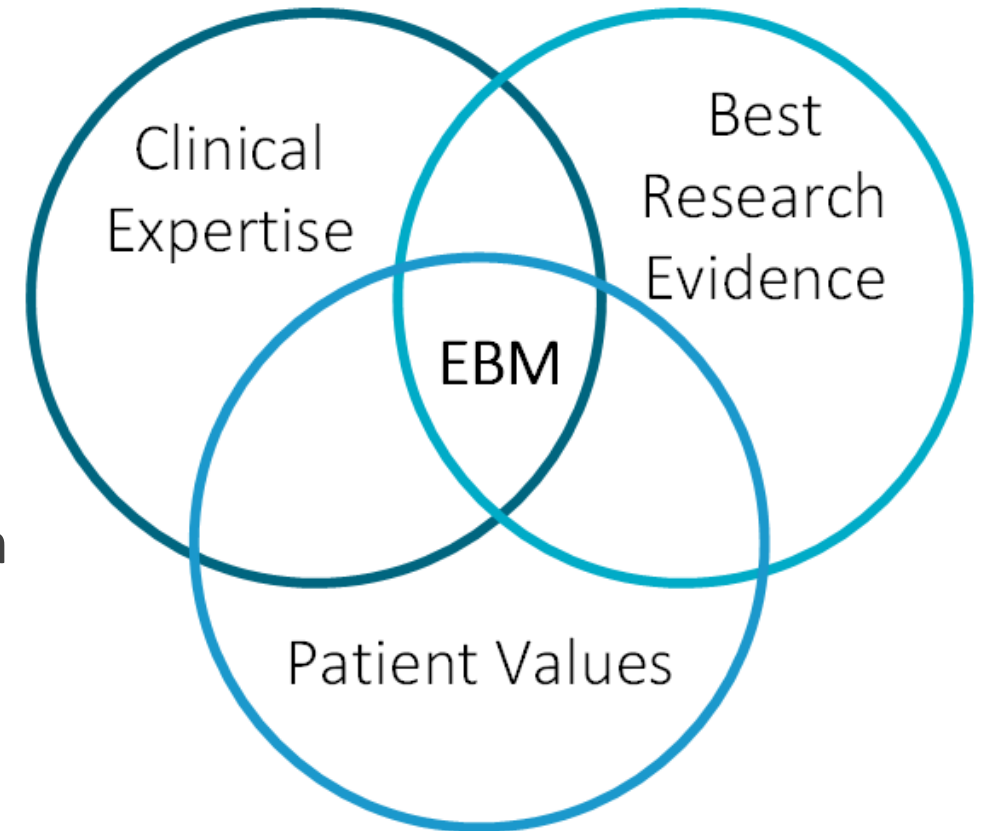 Clinical
Expertise
Best
Research
Evidence
EBM
n
Patient Values